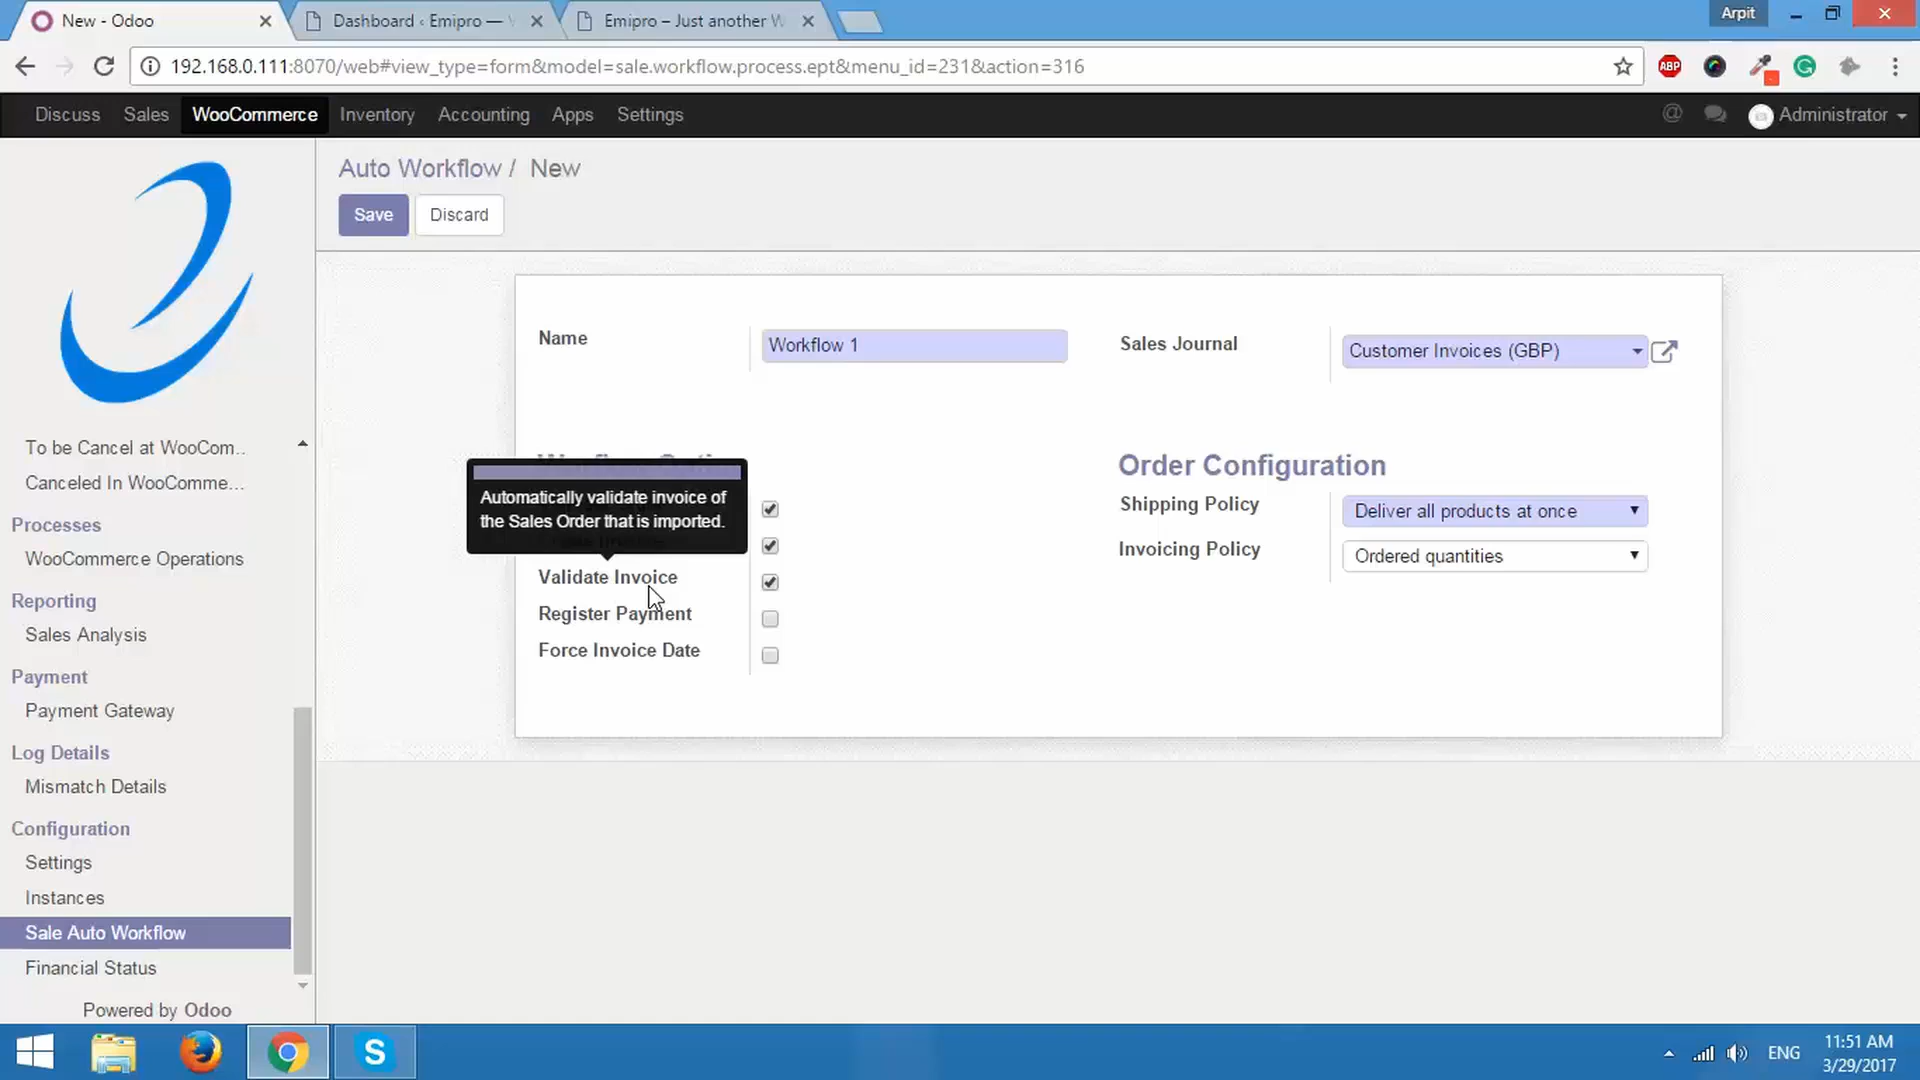 New - Odoo
Dashboard ‹ Emipro —
Emipro – Just another W
Arpit
192.168.0.111:8070/web#view_type=form&model=sale.workflow.process.ept&menu_id=231&action=316
ABP
Discuss Sales WooCommerce Inventory Accounting Apps Settings
@ Administrator
Auto Workflow / New
Save Discard
Name
Workflow 1
Sales Journal
Customer Invoices (GBP)
Automatically validate invoice of
the Sales Order that is imported.
Validate Invoice
Register Payment
Force Invoice Date
Order Configuration
Shipping Policy
Deliver all products at once
Invoicing Policy
Ordered quantities
To be Cancel at WooCom..
Canceled In WooComme...
Processes
WooCommerce Operations
Reporting
Sales Analysis
Payment
Payment Gateway
Log Details
Mismatch Details
Configuration
Settings
Instances
Sale Auto Workflow
Financial Status
Powered by Odoo
ENG
11:51 AM
3/29/2017